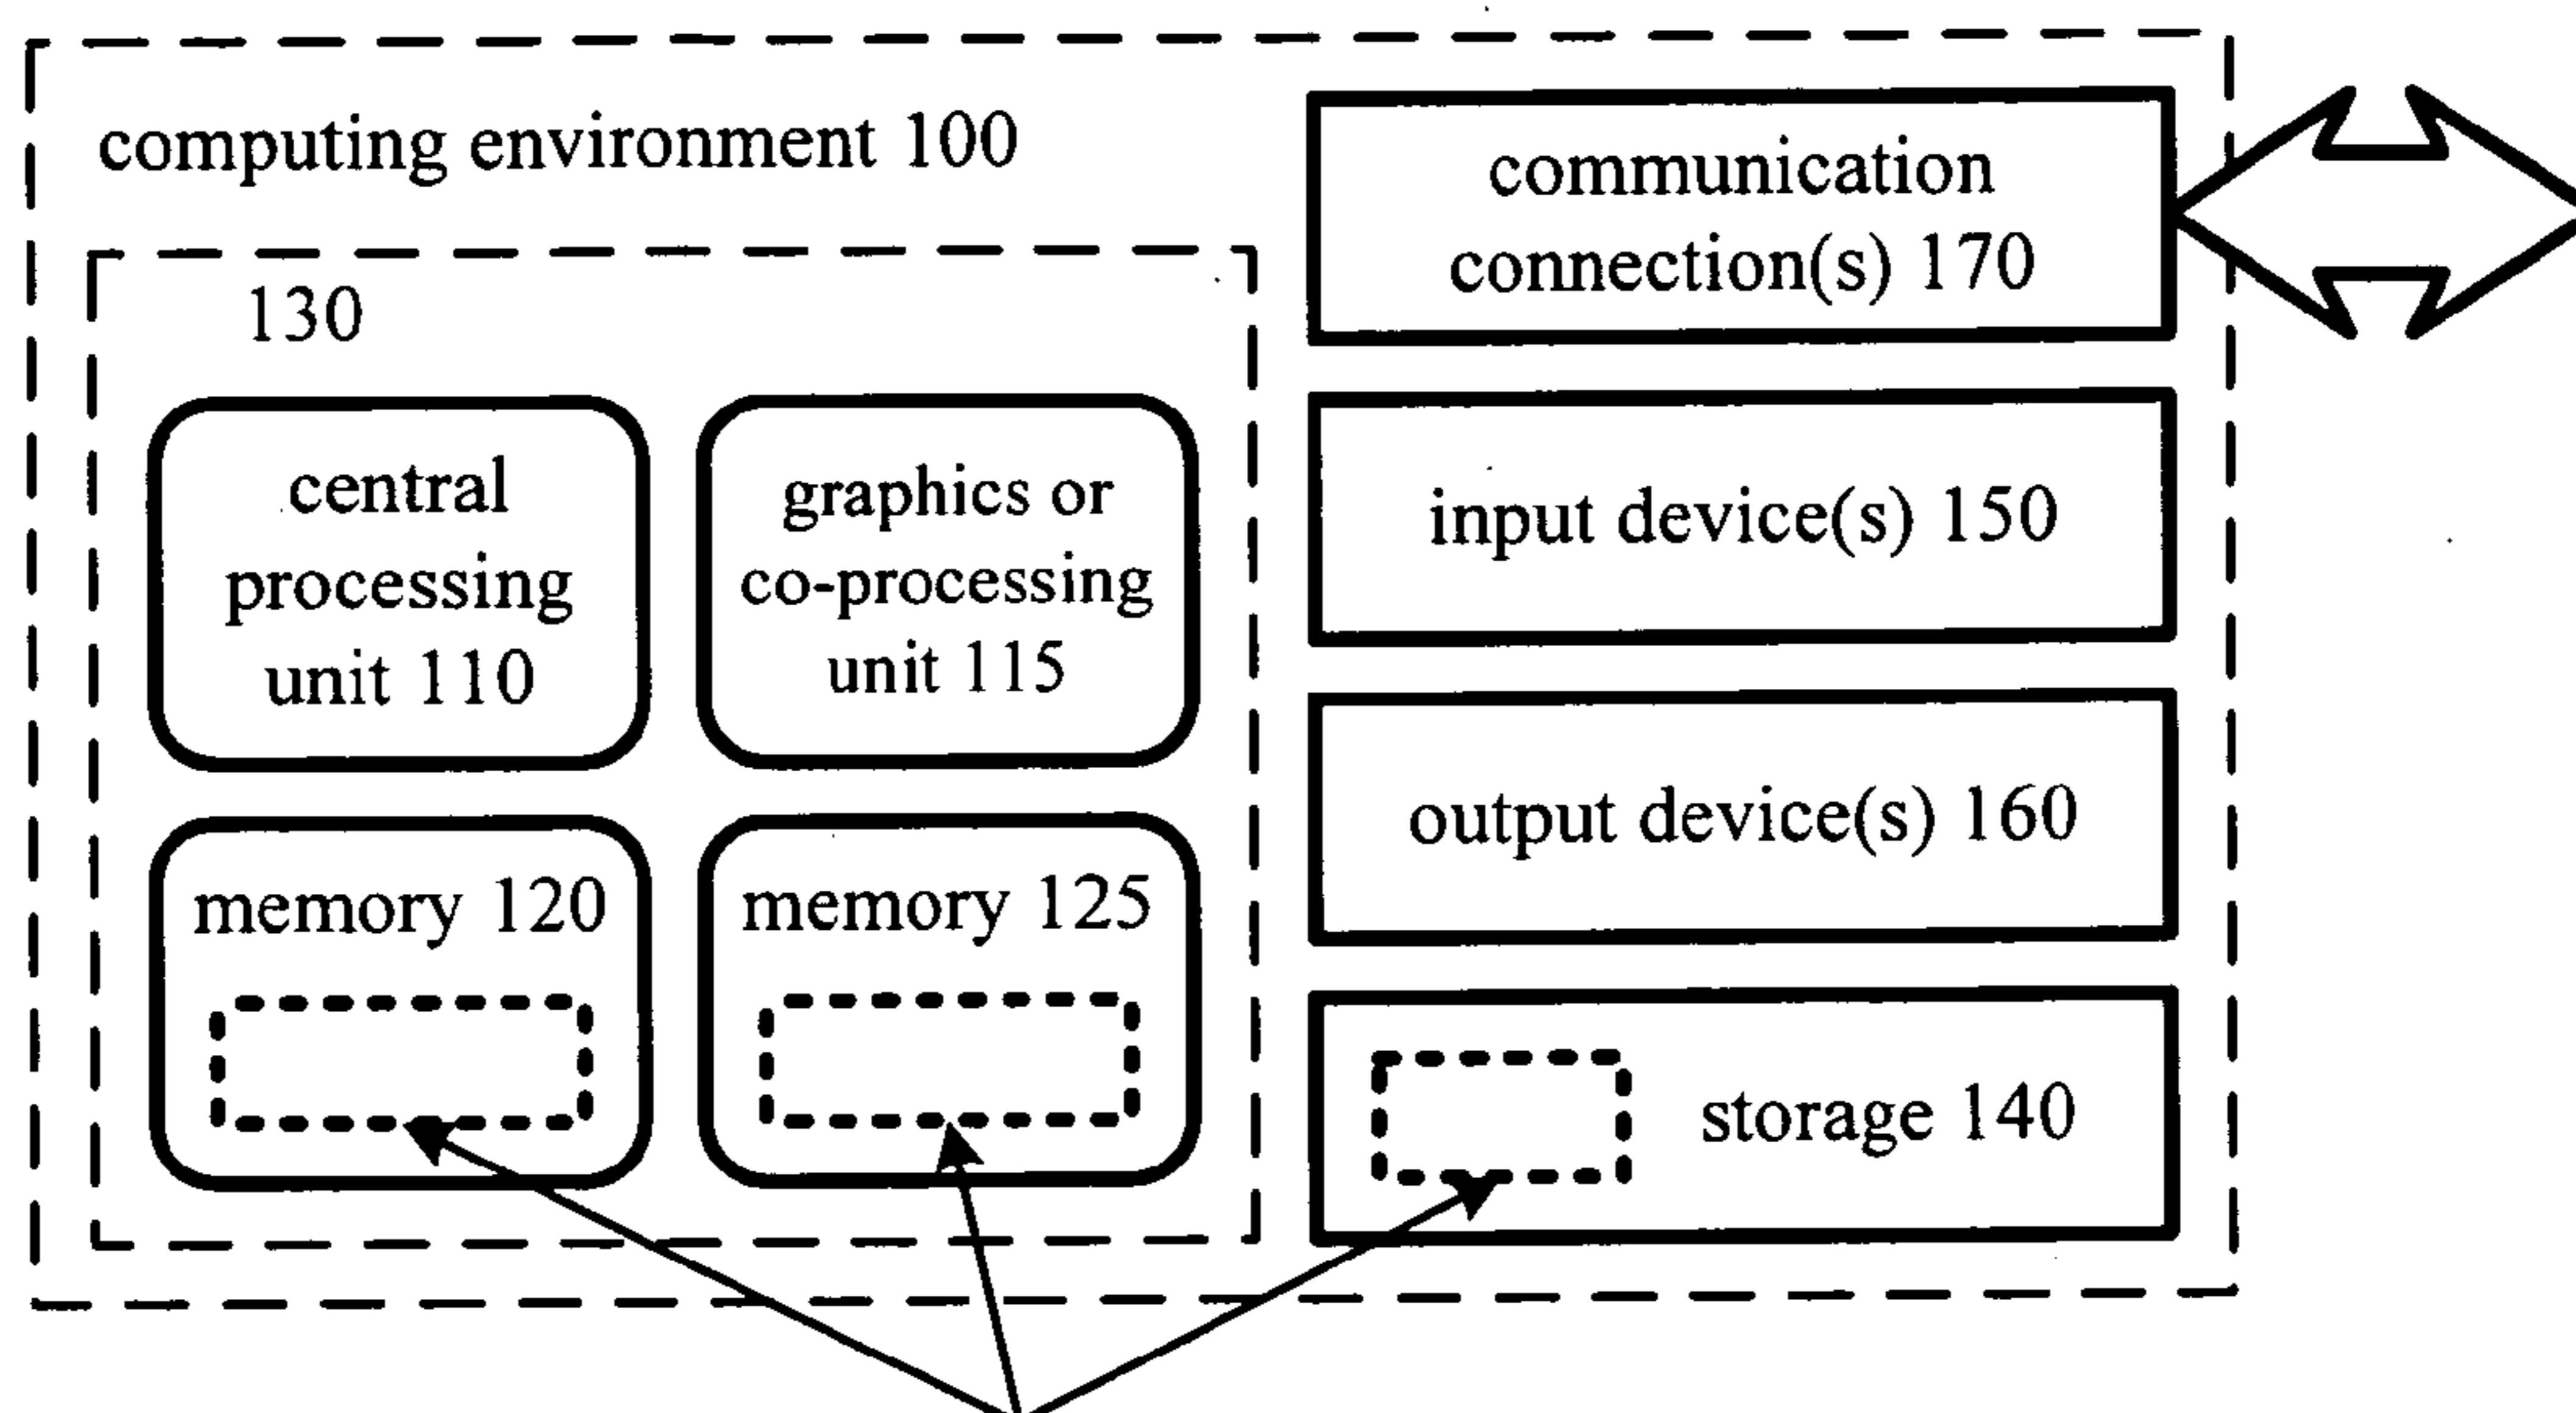 computing environment 100
130
central
processing
unit 110
graphics or
co-processing
unit 115
memory 120
memory 125
communication
connection(s) 170
input device(s) 150
output device(s) 160
storage 140